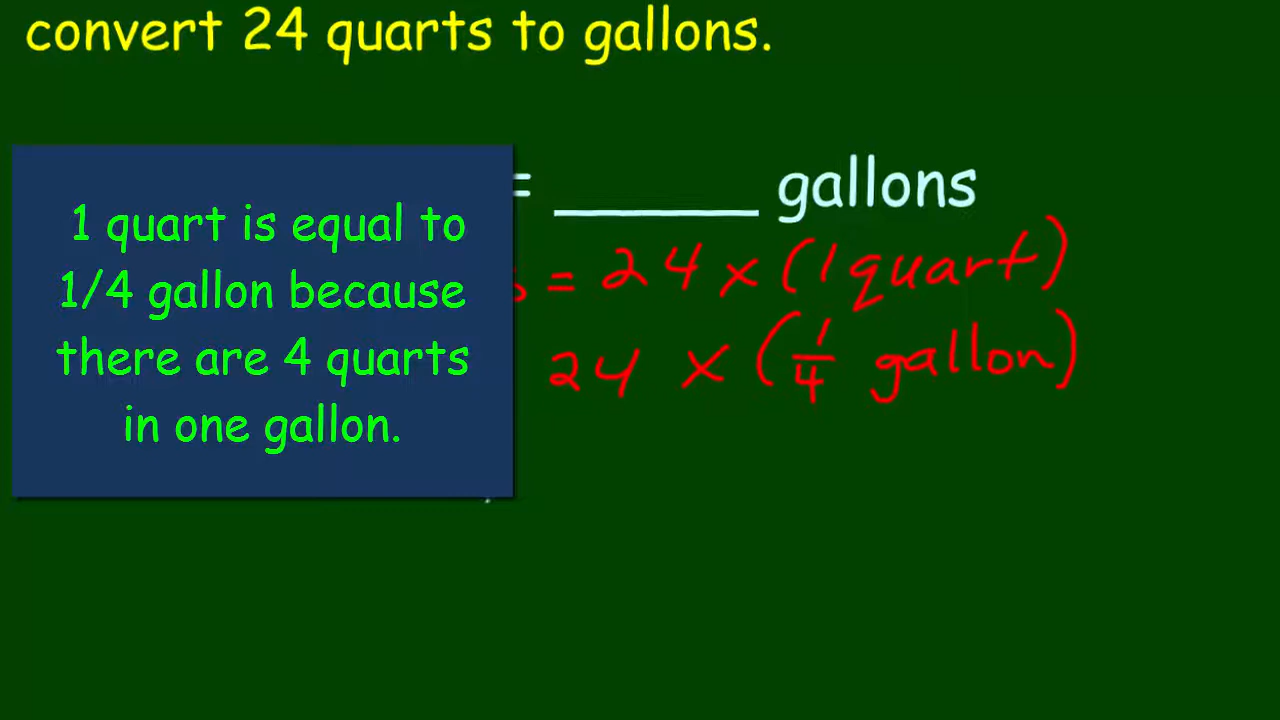 convert 24 quarts to gallons.
= ______ gallons
1 quart is equal to
1/4 gallon because
there are 4 quarts
in one gallon.
s = 24 × (1 quart)
24 × (1/4 gallon)